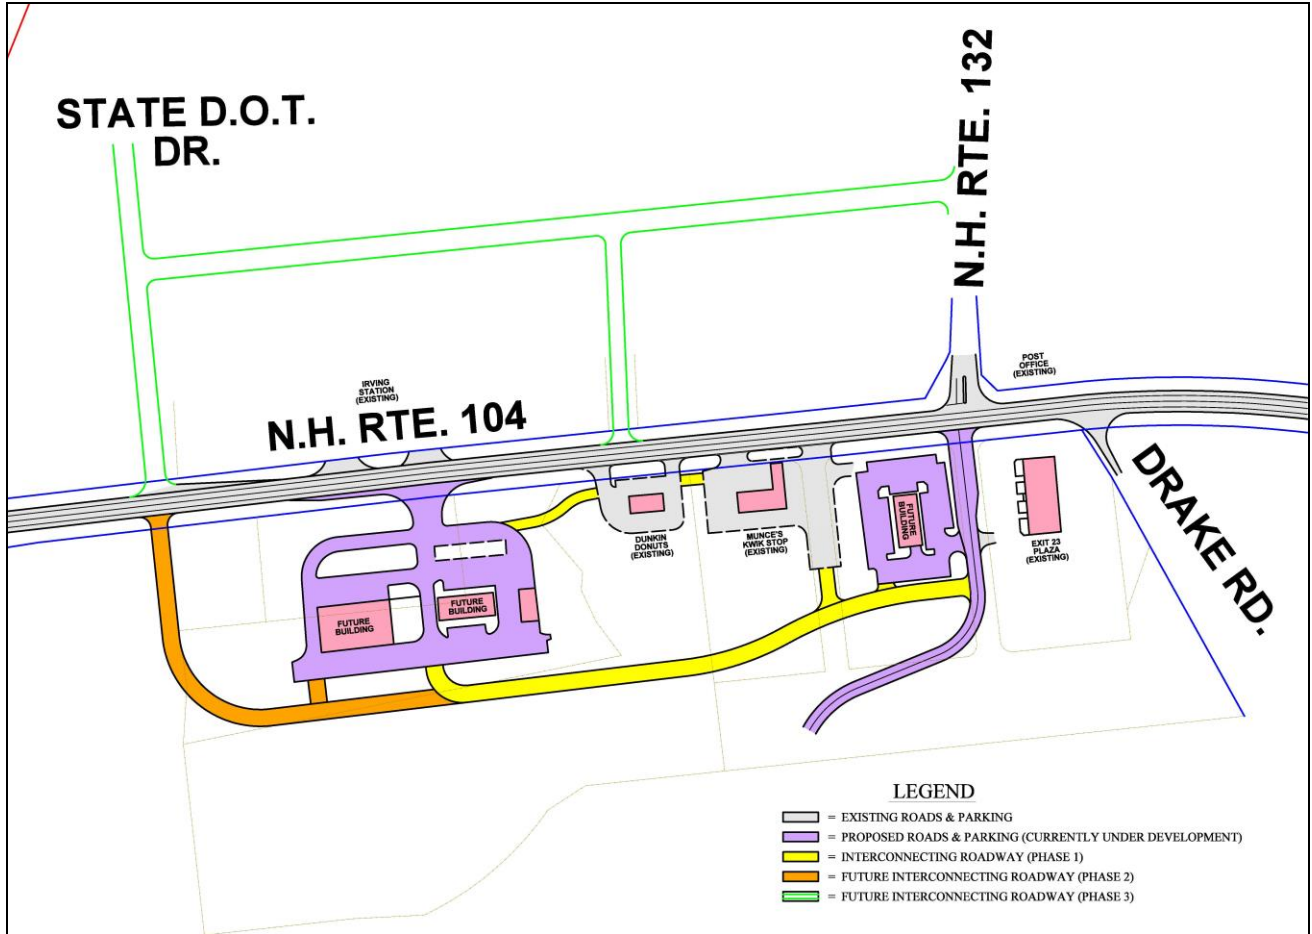 STATE D.O.T.
DR.
N.H. RTE. 132
POST
OFFICE
(EXISTING)
IRVING
STATION
(EXISTING)
N.H. RTE. 104
DRAKE RD.
DUNKIN
DONUTS
(EXISTING)
MUNCE'S
KWIK STOP
(EXISTING)
FUTURE
BUILDING
EXIT 23
PLAZA
(EXISTING)
FUTURE
BUILDING
FUTURE
BUILDING
LEGEND
= EXISTING ROADS & PARKING
= PROPOSED ROADS & PARKING (CURRENTLY UNDER DEVELOPMENT)
= INTERCONNECTING ROADWAY (PHASE 1)
= FUTURE INTERCONNECTING ROADWAY (PHASE 2)
= FUTURE INTERCONNECTING ROADWAY (PHASE 3)